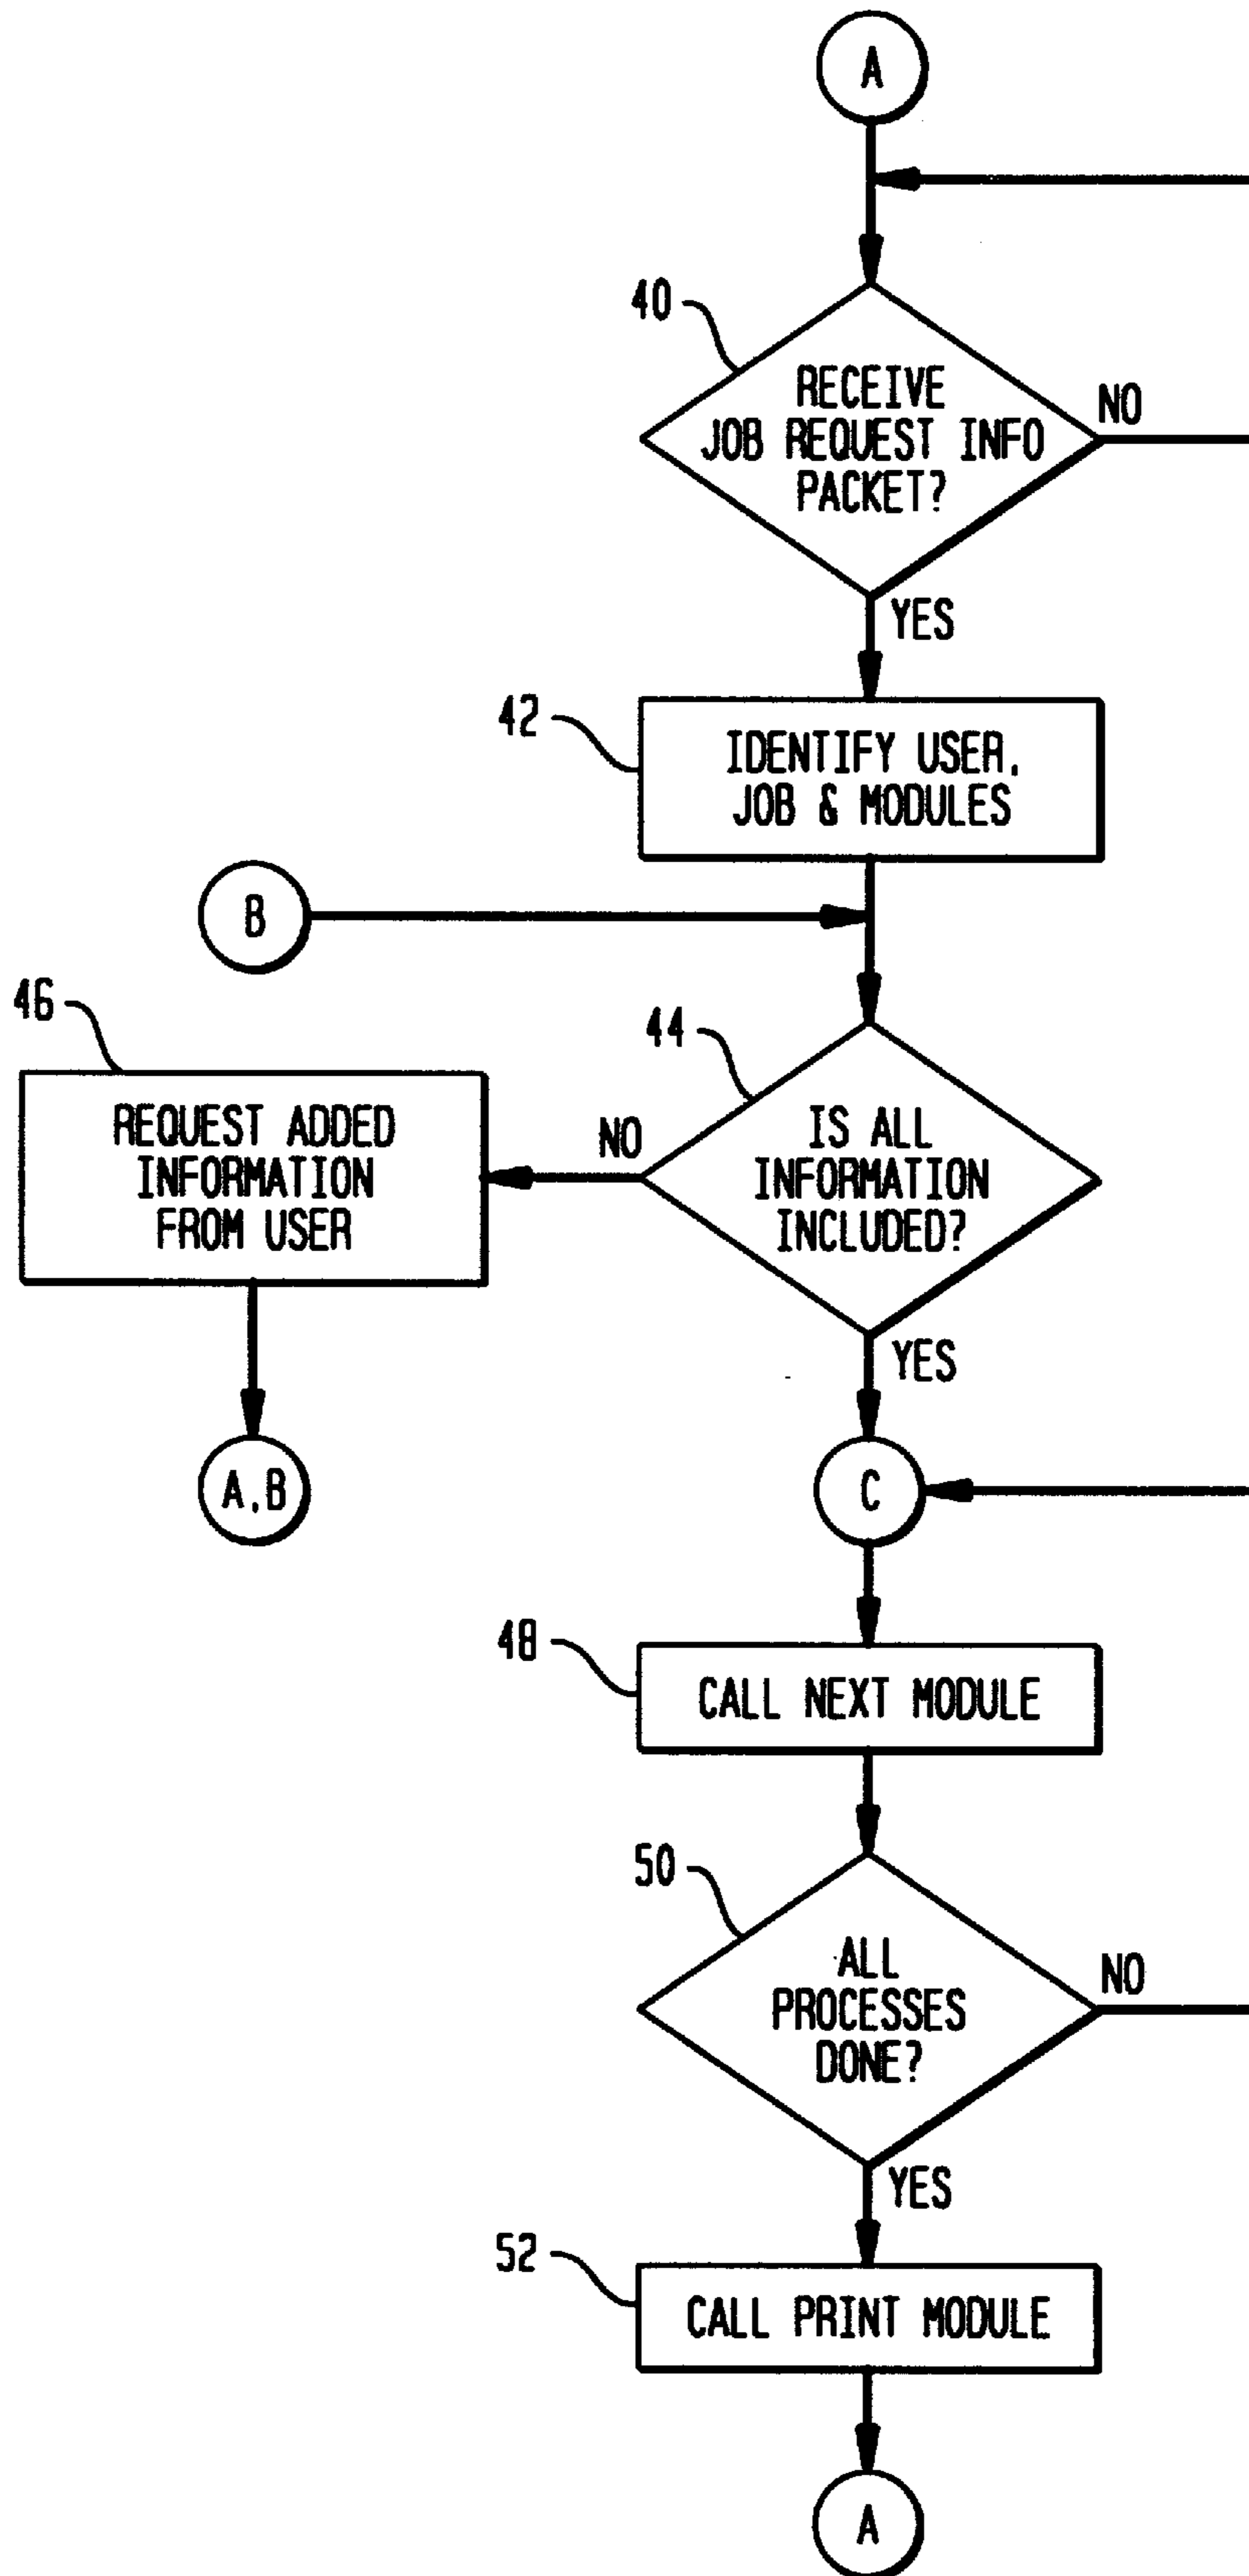 A
40
RECEIVE
JOB REQUEST INFO
PACKET?
NO
YES
42
IDENTIFY USER,
JOB & MODULES
B
46
REQUEST ADDED
INFORMATION
FROM USER
44
NO
IS ALL
INFORMATION
INCLUDED?
YES
A,B
C
48
CALL NEXT MODULE
50
ALL
PROCESSES
DONE?
NO
YES
52
CALL PRINT MODULE
A